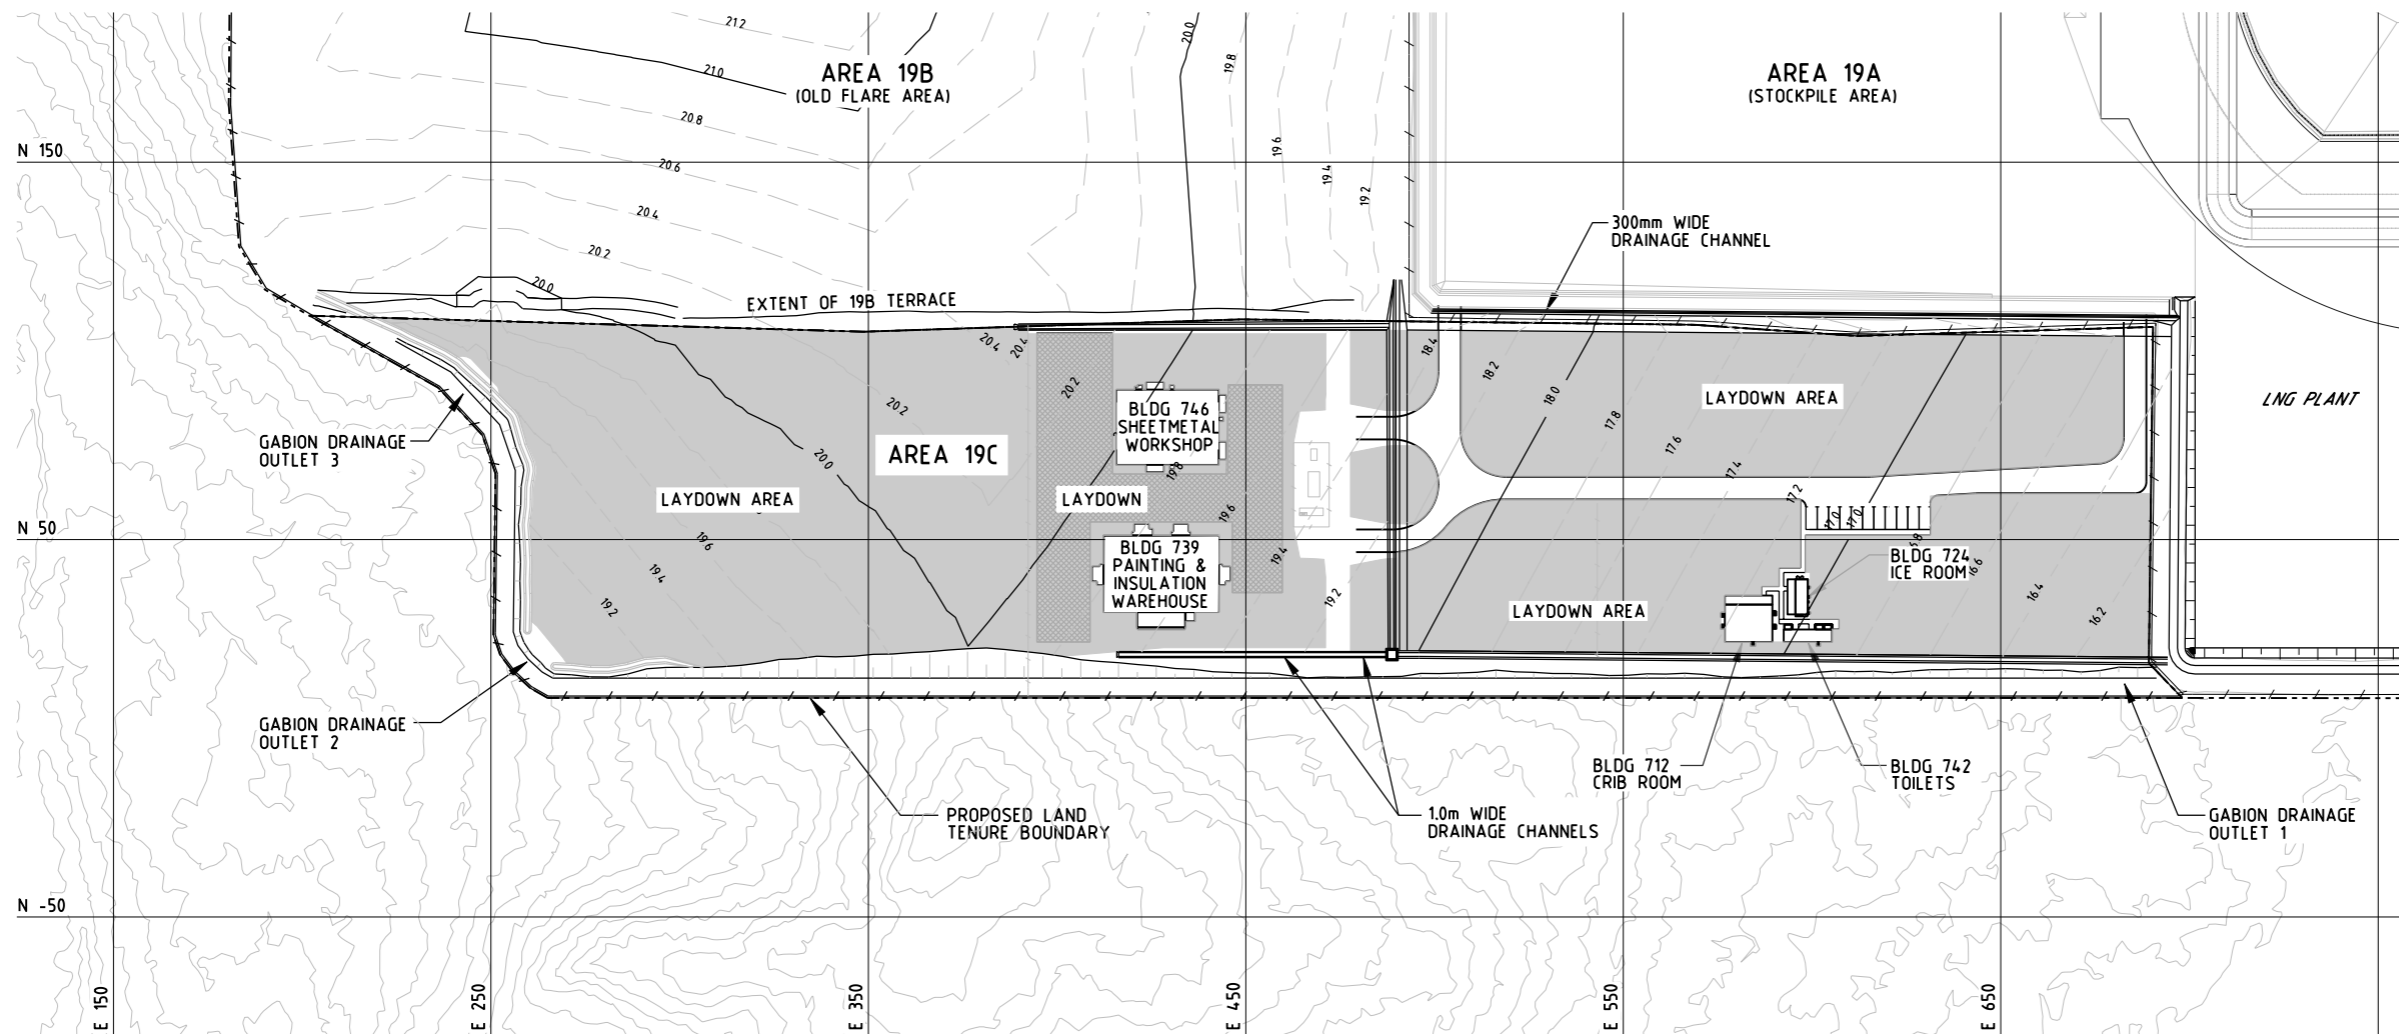 21.2
20.0
19.8
21.0
AREA 19B
(OLD FLARE AREA)
AREA 19A
(STOCKPILE AREA)
20.8
N 150
20.6
19.6
19.4
19.2
20.4
300mm WIDE
DRAINAGE CHANNEL
20.2
20.0
EXTENT OF 19B TERRACE
20.4
20.4
18.4
18.2
20.2
18.0
LAYDOWN AREA
LNG PLANT
20.2
17.8
BLDG 746
SHEETMETAL
WORKSHOP
GABION DRAINAGE
OUTLET 3
17.6
AREA 19C
20.0
19.8
17.4
LAYDOWN AREA
LAYDOWN
17.2
19.6
17.0
17.0
N 50
19.6
6.8
19.4
BLDG 739
PAINTING &
INSULATION
WAREHOUSE
BLDG 724
ICE ROOM
16.6
19.4
16.4
19.2
19.2
LAYDOWN AREA
16.2
GABION DRAINAGE
OUTLET 2
BLDG 712
CRIB ROOM
BLDG 742
TOILETS
PROPOSED LAND
TENURE BOUNDARY
1.0m WIDE
DRAINAGE CHANNELS
GABION DRAINAGE
OUTLET 1
N -50
E 150
E 250
E 350
E 450
E 550
E 650